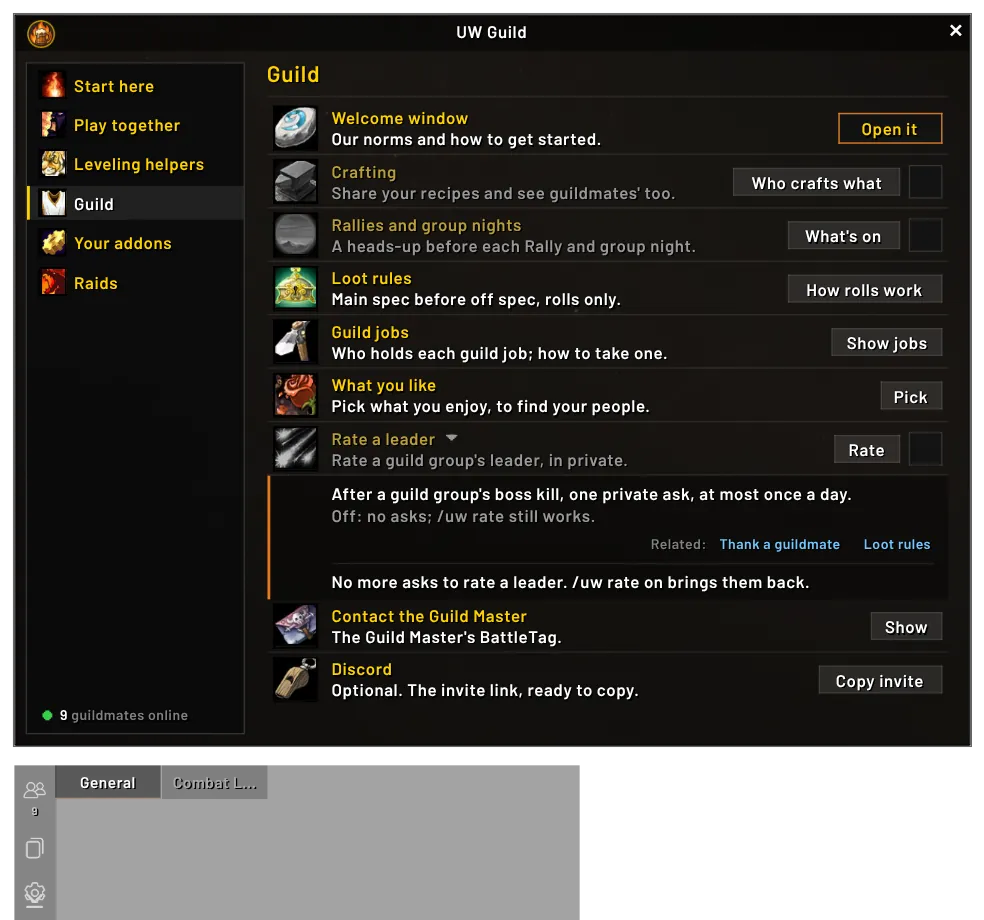 UW Guild
Start here
Play together
Leveling helpers
Guild
Your addons
Raids
9 guildmates online
Guild
Welcome window
Our norms and how to get started.
Open it
Crafting
Share your recipes and see guildmates' too.
Who crafts what
Rallies and group nights
A heads-up before each Rally and group night.
What's on
Loot rules
Main spec before off spec, rolls only.
How rolls work
Guild jobs
Who holds each guild job; how to take one.
Show jobs
What you like
Pick what you enjoy, to find your people.
Pick
Rate a leader
Rate a guild group's leader, in private.
Rate
After a guild group's boss kill, one private ask, at most once a day.
Off: no asks; /uw rate still works.
Related: Thank a guildmate Loot rules
No more asks to rate a leader. /uw rate on brings them back.
Contact the Guild Master
The Guild Master's BattleTag.
Show
Discord
Optional. The invite link, ready to copy.
Copy invite
General
Combat L...
9